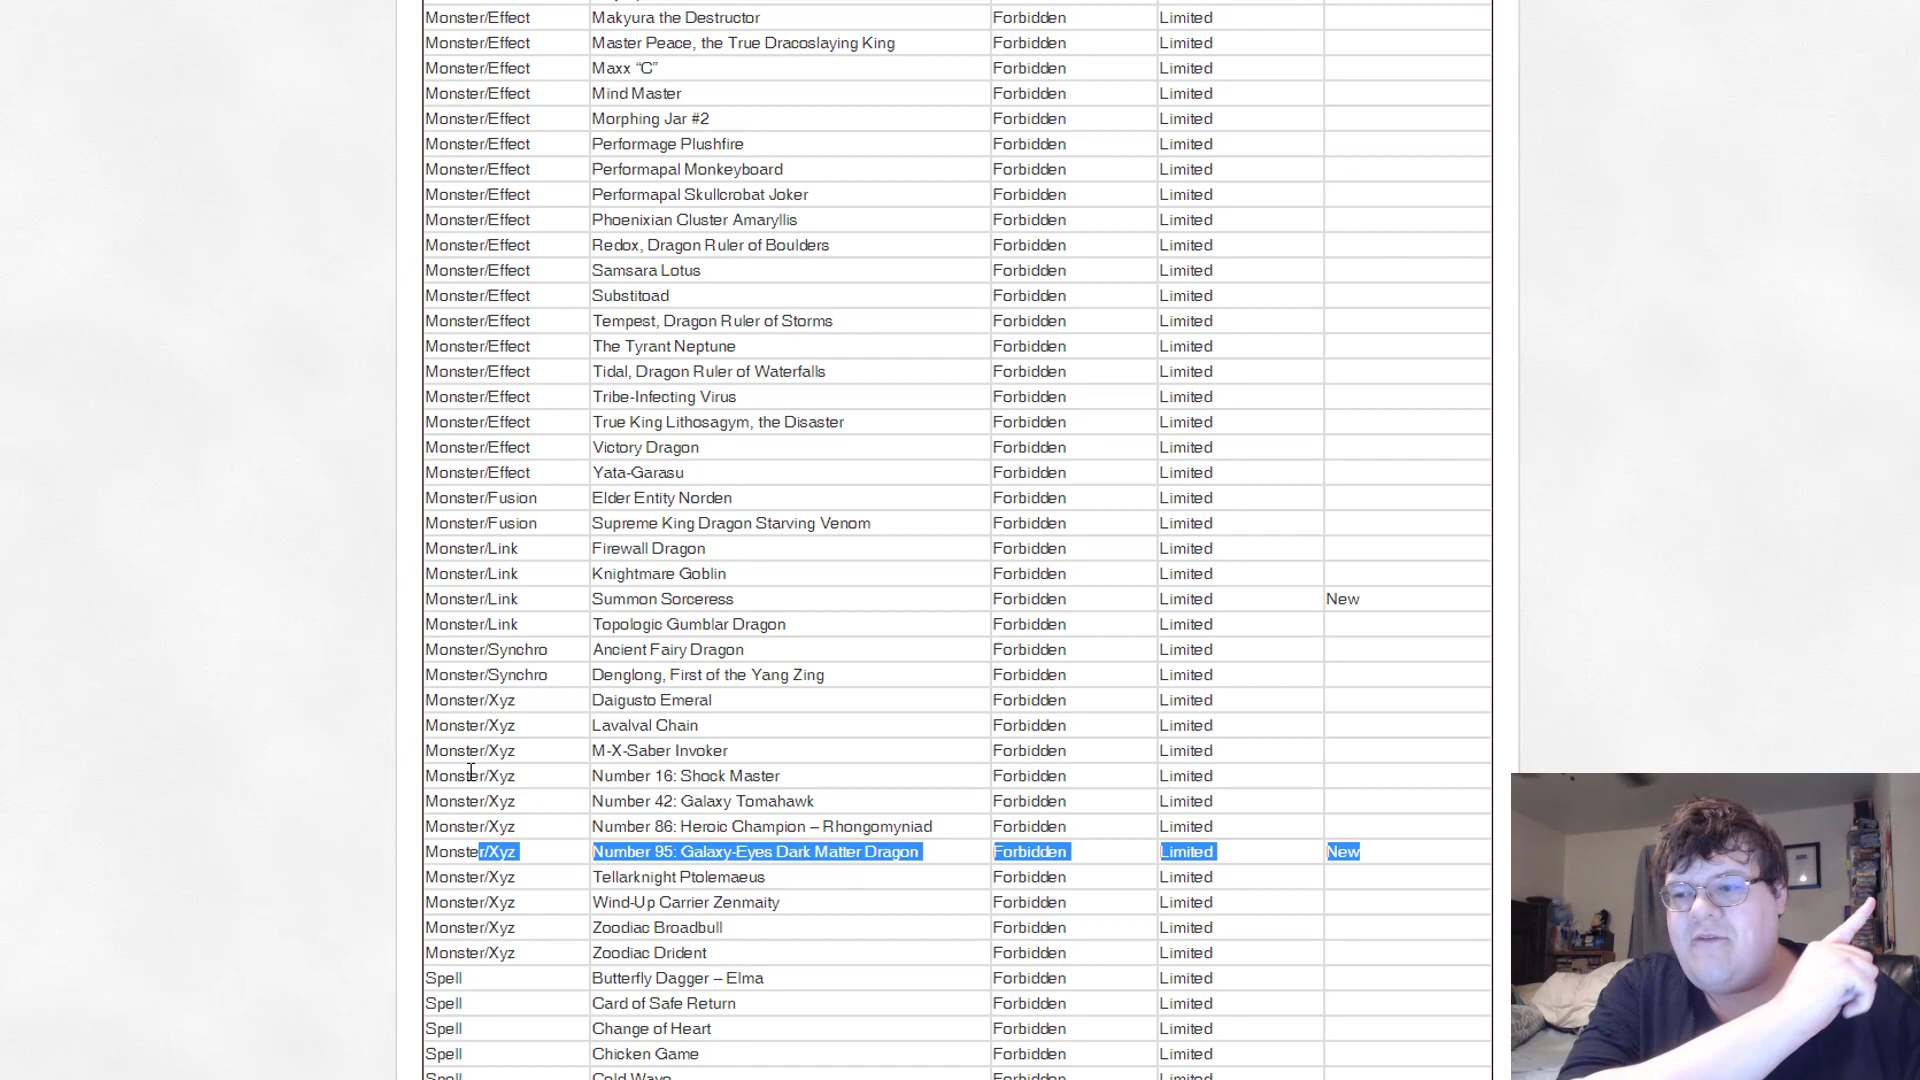 Monster/Effect Makyura the Destructor Forbidden Limited
Monster/Effect Master Peace, the True Dracoslaying King Forbidden Limited
Monster/Effect Maxx “C” Forbidden Limited
Monster/Effect Mind Master Forbidden Limited
Monster/Effect Morphing Jar #2 Forbidden Limited
Monster/Effect Performage Plushfire Forbidden Limited
Monster/Effect Performapal Monkeyboard Forbidden Limited
Monster/Effect Performapal Skullcrobat Joker Forbidden Limited
Monster/Effect Phoenixian Cluster Amaryllis Forbidden Limited
Monster/Effect Redox, Dragon Ruler of Boulders Forbidden Limited
Monster/Effect Samsara Lotus Forbidden Limited
Monster/Effect Substitoad Forbidden Limited
Monster/Effect Tempest, Dragon Ruler of Storms Forbidden Limited
Monster/Effect The Tyrant Neptune Forbidden Limited
Monster/Effect Tidal, Dragon Ruler of Waterfalls Forbidden Limited
Monster/Effect Tribe-Infecting Virus Forbidden Limited
Monster/Effect True King Lithosagym, the Disaster Forbidden Limited
Monster/Effect Victory Dragon Forbidden Limited
Monster/Effect Yata-Garasu Forbidden Limited
Monster/Fusion Elder Entity Norden Forbidden Limited
Monster/Fusion Supreme King Dragon Starving Venom Forbidden Limited
Monster/Link Firewall Dragon Forbidden Limited
Monster/Link Knightmare Goblin Forbidden Limited
Monster/Link Summon Sorceress Forbidden Limited New
Monster/Link Topologic Gumblar Dragon Forbidden Limited
Monster/Synchro Ancient Fairy Dragon Forbidden Limited
Monster/Synchro Denglong, First of the Yang Zing Forbidden Limited
Monster/Xyz Daigusto Emeral Forbidden Limited
Monster/Xyz Lavalval Chain Forbidden Limited
Monster/Xyz M-X-Saber Invoker Forbidden Limited
Monster/Xyz Number 16: Shock Master Forbidden Limited
Monster/Xyz Number 42: Galaxy Tomahawk Forbidden Limited
Monster/Xyz Number 86: Heroic Champion – Rhongomyniad Forbidden Limited
Monster/Xyz Number 95: Galaxy-Eyes Dark Matter Dragon Forbidden Limited New
Monster/Xyz Tellarknight Ptolemaeus Forbidden Limited
Monster/Xyz Wind-Up Carrier Zenmaity Forbidden Limited
Monster/Xyz Zoodiac Broadbull Forbidden Limited
Monster/Xyz Zoodiac Drident Forbidden Limited
Spell Butterfly Dagger – Elma Forbidden Limited
Spell Card of Safe Return Forbidden Limited
Spell Change of Heart Forbidden Limited
Spell Chicken Game Forbidden Limited
Spell Cold Wave Forbidden Limited